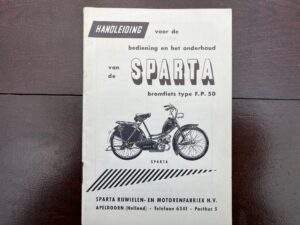 HANDLEIDING voor de
bediening en het onderhoud
van de SPARTA
bromfiets type F.P. 50
SPARTA
SPARTA RIJWIELEN- EN MOTORENFABRIEK N.V.
APELDOORN (Holland) - Telefoon 6341 - Postbus 5